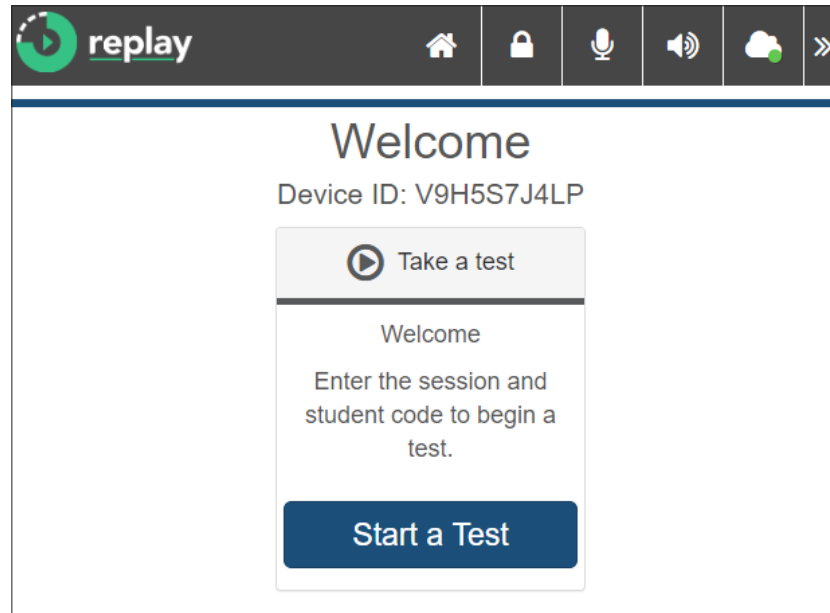 replay
Welcome
Device ID: V9H5S7J4LP
Take a test
Welcome
Enter the session and
student code to begin a
test.
Start a Test